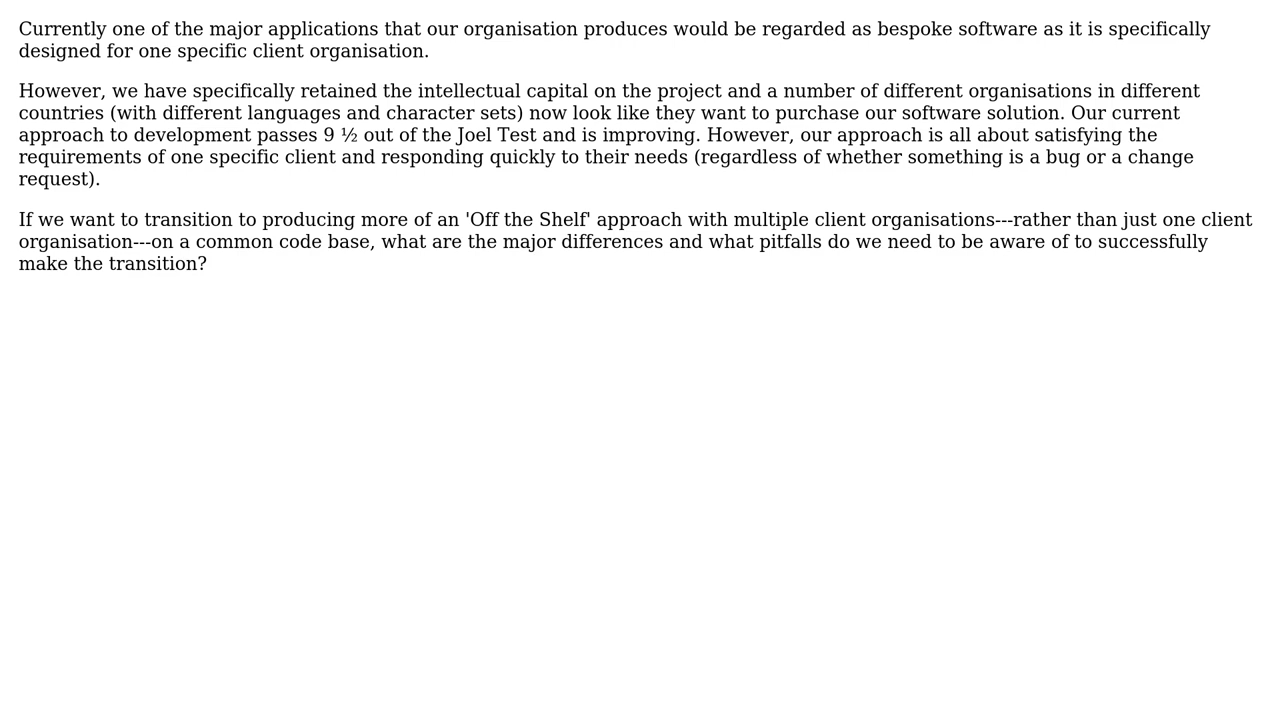 Currently one of the major applications that our organisation produces would be regarded as bespoke software as it is specifically
designed for one specific client organisation.
However, we have specifically retained the intellectual capital on the project and a number of different organisations in different
countries (with different languages and character sets) now look like they want to purchase our software solution. Our current
approach to development passes 9 ½ out of the Joel Test and is improving. However, our approach is all about satisfying the
requirements of one specific client and responding quickly to their needs (regardless of whether something is a bug or a change
request).
If we want to transition to producing more of an 'Off the Shelf' approach with multiple client organisations---rather than just one client
organisation---on a common code base, what are the major differences and what pitfalls do we need to be aware of to successfully
make the transition?